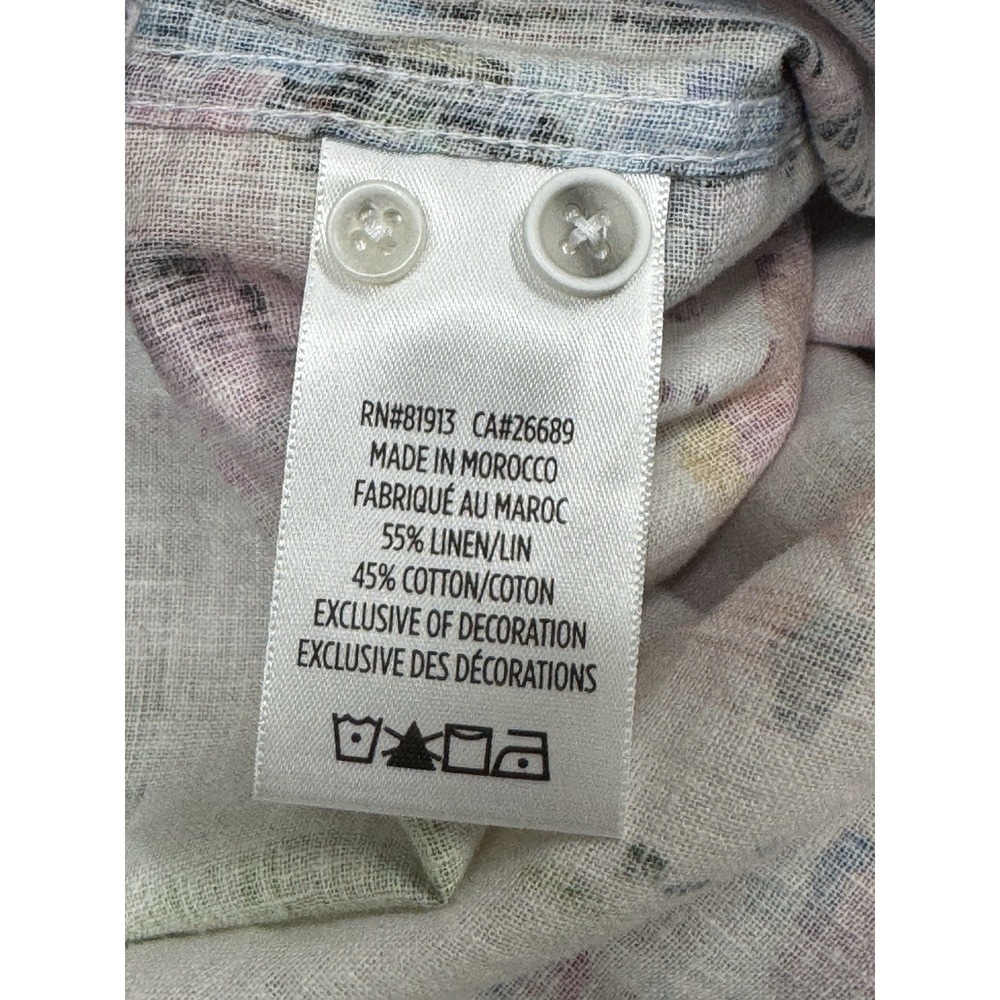 RN#81913 CA#26689
MADE IN MOROCCO
FABRIQUÉ AU MAROC
55% LINEN/LIN
45% COTTON/COTON
EXCLUSIVE OF DECORATION
EXCLUSIVE DES DÉCORATIONS